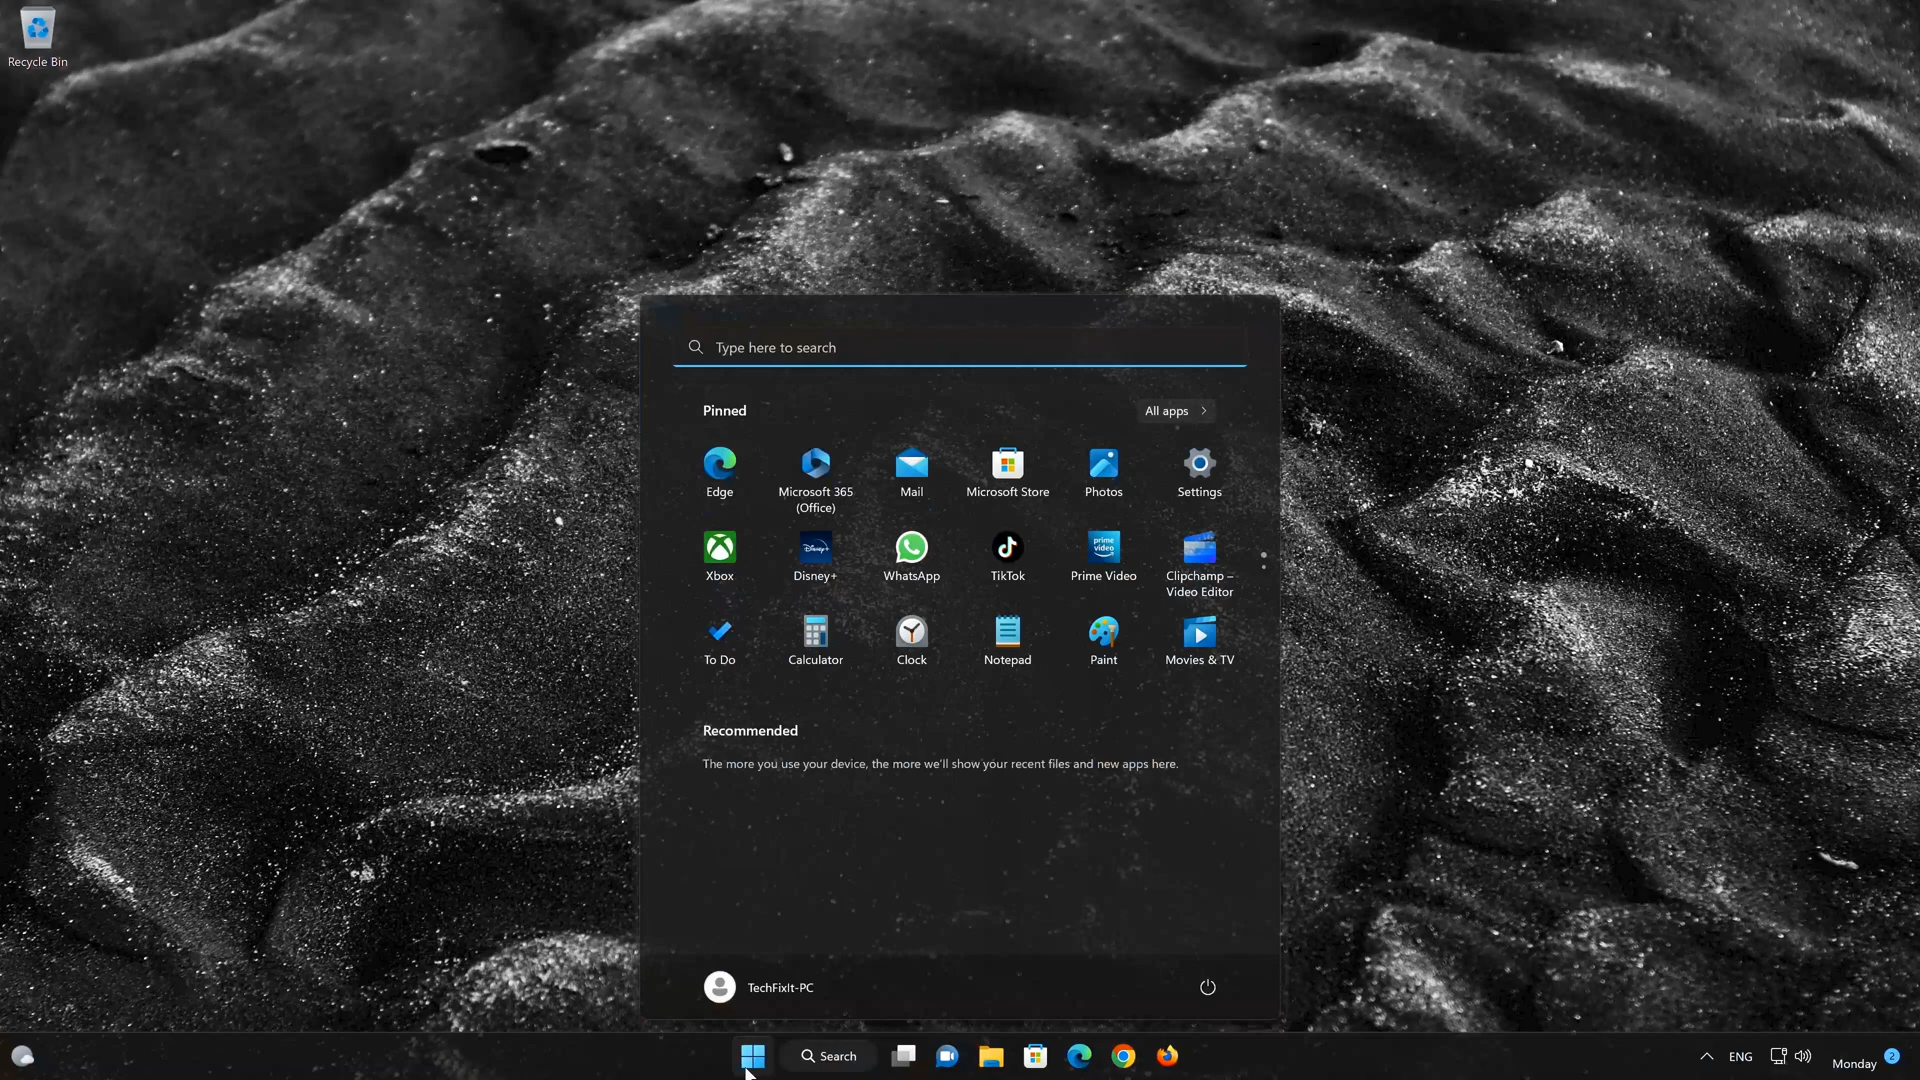 Recycle Bin
Type here to search
Pinned
All apps
Edge
Microsoft 365
(Office)
Mail
Microsoft Store
Photos
Settings
Xbox
Disney+
WhatsApp
TikTok
prime
video
Prime Video
Clipchamp –
Video Editor
To Do
Calculator
Clock
Notepad
Paint
Movies & TV
Recommended
The more you use your device, the more we'll show your recent files and new apps here.
TechFixIt-PC
Search
ENG
Monday
2